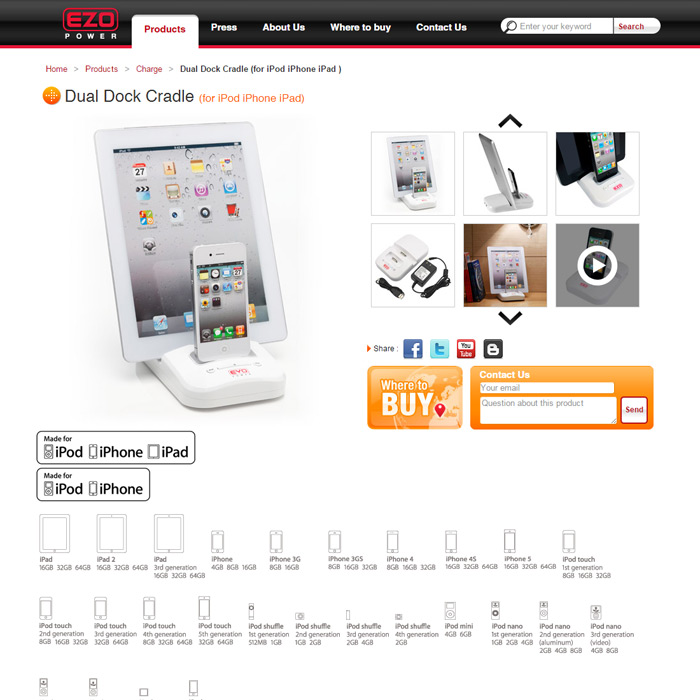 EZO
POWER
Products
Press
About Us
Where to buy
Contact Us
Enter your keyword
Search
Home > Products > Charge > Dual Dock Cradle (for iPod iPhone iPad )
Dual Dock Cradle (for iPod iPhone iPad)
EZO
POWER
Share :
You
Tube
Where to
BUY
Contact Us
Your email
Question about this product
Send
Made for
iPod iPhone iPad
Made for
iPod iPhone
iPad
16GB 32GB 64GB
iPad 2
16GB 32GB 64GB
iPad
3rd generation
16GB 32GB 64GB
iPhone
4GB 8GB 16GB
iPhone 3G
8GB 16GB
iPhone 3GS
8GB 16GB 32GB
iPhone 4
8GB 16GB 32GB
iPhone 4S
16GB 32GB 64GB
iPhone 5
16GB 32GB 64GB
iPod touch
1st generation
8GB 16GB 32GB
iPod touch
2nd generation
8GB 16GB 32GB
iPod touch
3rd generation
32GB 64GB
iPod touch
4th generation
8GB 32GB 64GB
iPod touch
5th generation
32GB 64GB
iPod shuffle
1st generation
512MB 1GB
iPod shuffle
2nd generation
1GB 2GB
iPod shuffle
3rd generation
2GB 4GB
iPod shuffle
4th generation
2GB
iPod mini
4GB 6GB
iPod nano
1st generation
1GB 2GB 4GB
iPod nano
2nd generation
(aluminum)
2GB 4GB 8GB
iPod nano
3rd generation
(video)
4GB 8GB